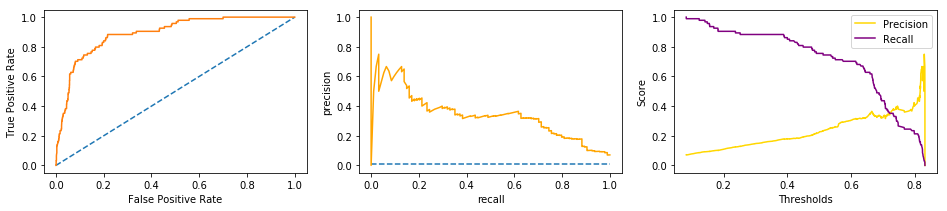 True Positive Rate
1.0
0.8
0.6
0.4
0.2
0.0
0.0 0.2 0.4 0.6 0.8 1.0
False Positive Rate
precision
1.0
0.8
0.6
0.4
0.2
0.0
0.0 0.2 0.4 0.6 0.8 1.0
recall
Score
1.0
0.8
0.6
0.4
0.2
0.0
Precision
Recall
0.2 0.4 0.6 0.8
Thresholds